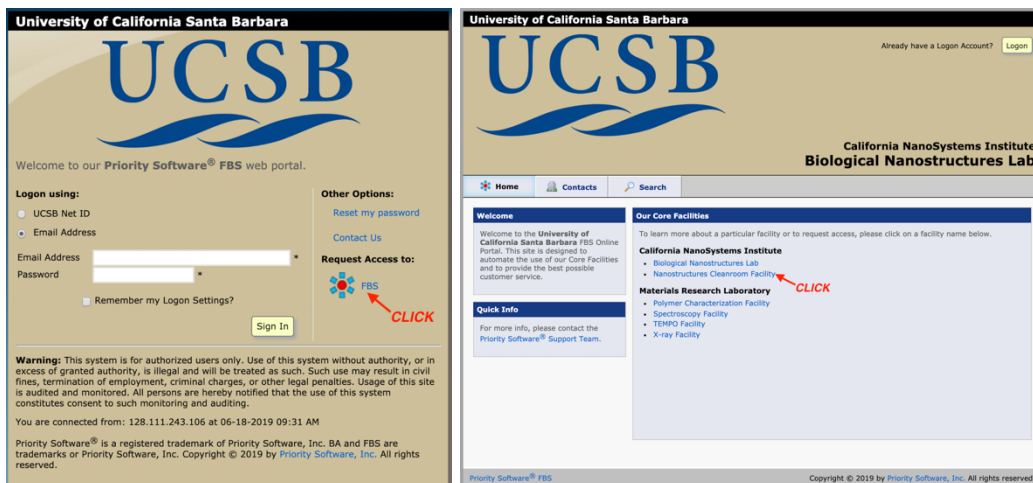 University of California Santa Barbara
UCSB
Welcome to our Priority Software® FBS web portal.
Logon using:
UCSB Net ID
Email Address
Email Address *
Password *
Remember my Logon Settings?
Sign In
Other Options:
Reset my password
Contact Us
Request Access to:
FBS
CLICK
Warning: This system is for authorized users only. Use of this system without authority, or in
excess of granted authority, is illegal and will be treated as such. Such use may result in civil
fines, termination of employment, criminal charges, or other legal penalties. Usage of this site
is audited and monitored. All persons are hereby notified that the use of this system
constitutes consent to such monitoring and auditing.
You are connected from: 128.111.243.106 at 06-18-2019 09:31 AM
Priority Software® is a registered trademark of Priority Software, Inc. BA and FBS are
trademarks or Priority Software, Inc. Copyright © 2019 by Priority Software, Inc. All rights
reserved.
University of California Santa Barbara
UCSB
Already have a Logon Account? Logon
California NanoSystems Institute
Biological Nanostructures Lab
Home Contacts Search
Welcome
Welcome to the University of
California Santa Barbara FBS Online
Portal. This site is designed to
automate the use of our Core Facilities
and to provide the best possible
customer service.
Quick Info
For more info, please contact the
Priority Software® Support Team.
Our Core Facilities
To learn more about a particular facility or to request access, please click on a facility name below.
California NanoSystems Institute
• Biological Nanostructures Lab
• Nanostructures Cleanroom Facility
CLICK
Materials Research Laboratory
• Polymer Characterization Facility
• Spectroscopy Facility
• TEMPO Facility
• X-ray Facility
Priority Software® FBS
Copyright © 2019 by Priority Software, Inc. All rights reserved